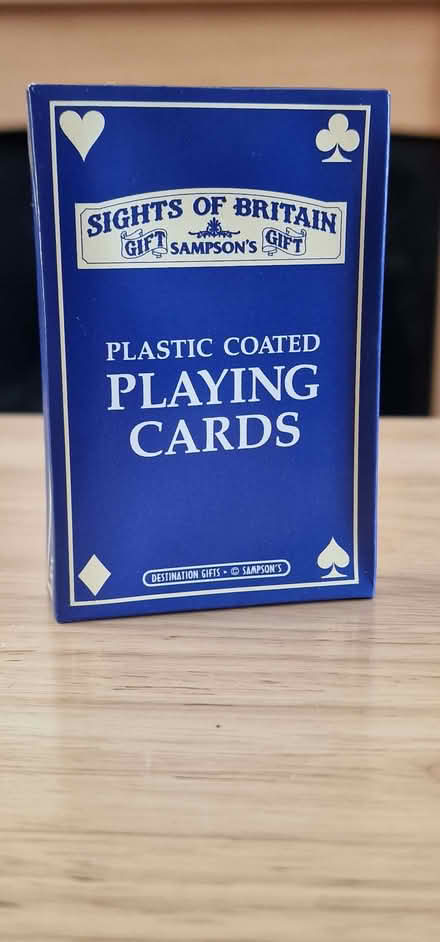 SIGHTS OF BRITAIN
GIFT SAMPSON'S GIFT
PLASTIC COATED
PLAYING
CARDS
DESTINATION GIFTS • © SAMPSON'S